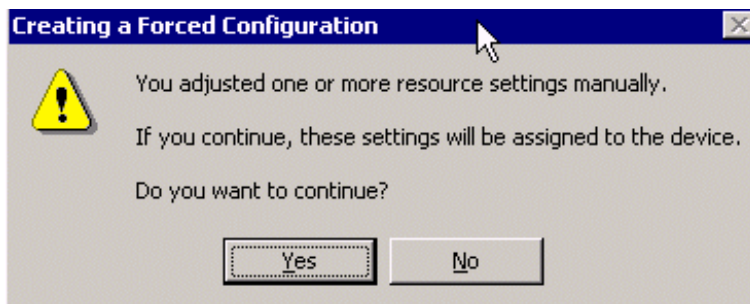 Creating a Forced Configuration
You adjusted one or more resource settings manually.
If you continue, these settings will be assigned to the device.
Do you want to continue?
Yes No